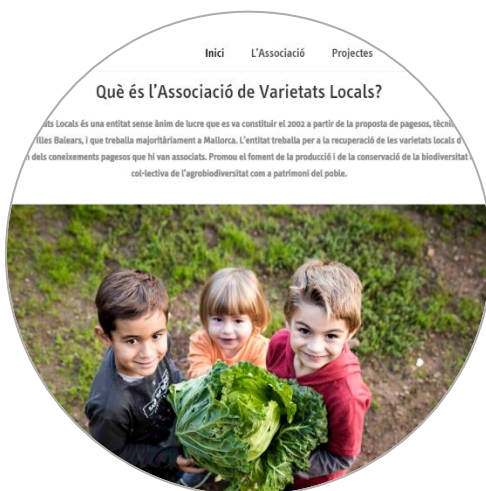 Inici L'Associació Projectes
Què és l'Associació de Varietats Locals?
Locals és una entitat sense ànim de lucre que es va constituir el 2002 a partir de la proposta de pagesos,
Balears, i que treballa majoritàriament a Mallorca. L'entitat treballa per a la recuperació de les varietats locals
dels coneixements pagesos que hi van associats. Promou el foment de la producció i de la conservació de la biodiversitat
col·lectiva de l'agrobiodiversitat com a patrimoni del poble.